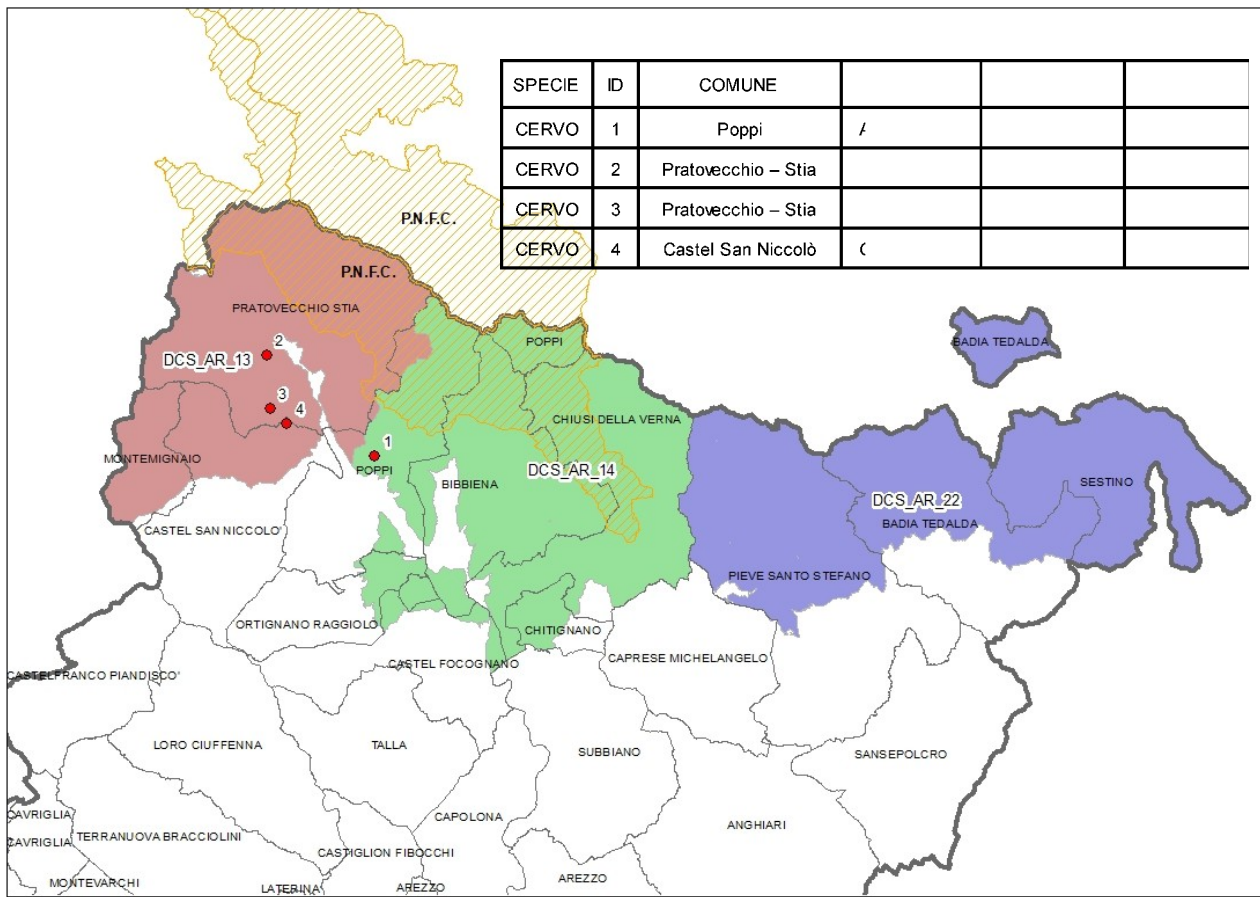 SPECIE ID COMUNE
CERVO 1 Poppi
CERVO 2 Pratovecchio – Stia
CERVO 3 Pratovecchio – Stia
CERVO 4 Castel San Niccolò
P.N.F.C.
P.N.F.C.
PRATOVECCHIO STIA
2
DCS_AR_13
3
4
MONTEMIGNAIO
1
POPPI
POPPI
BADIA TEDALDA
CHIUSI DELLA VERNA
BIBBIENA
DCS_AR_14
SESTINO
DCS_AR_22
BADIA TEDALDA
CASTEL SAN NICCOLO'
PIEVE SANTO STEFANO
ORTIGNANO RAGGIOLO
CHITIGNANO
CASTEL FOCOGNANO
CAPRESE MICHELANGELO
CASTELFRANCO PIANDISCO'
LORO CIUFFENNA
TALLA
SUBBIANO
SANSEPOLCRO
CAVRIGLIA
CAPOLONA
ANGHIARI
CAVRIGLIA
TERRANUOVA BRACCIOLINI
CASTIGLION FIBOCCHI
MONTEVARCHI
LATERINA
AREZZO
AREZZO